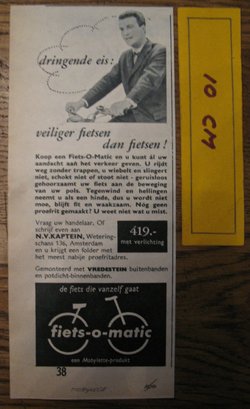 dringende eis:
veiliger fietsen
dan fietsen !
Koop een Fiets-O-Matic en u kunt ál uw
aandacht aan het verkeer geven. U rijdt
weg zonder trappen, u wiebelt en slingert
niet, schokt niet of stoot niet - geruisloos
gehoorzaamt uw fiets aan de beweging
van uw pols. Tegenwind en hellingen
neemt u als een hinde, dus u wordt niet
moe, blijft fit en waakzaam. Nóg geen
proefrit gemaakt? U weet niet wat u mist.
Vraag uw handelaar. Of
schrijf even aan
N.V. KAPTEIN, Wetering-
schans 136, Amsterdam
en u krijgt een folder met
het meest nabije proefritadres.
419.-
met verlichting
Gemonteerd met VREDESTEIN buitenbanden
en potdicht-binnenbanden.
de fiets die vanzelf gaat
fiets-o-matic
een Mobylette-produkt
38
10 CM